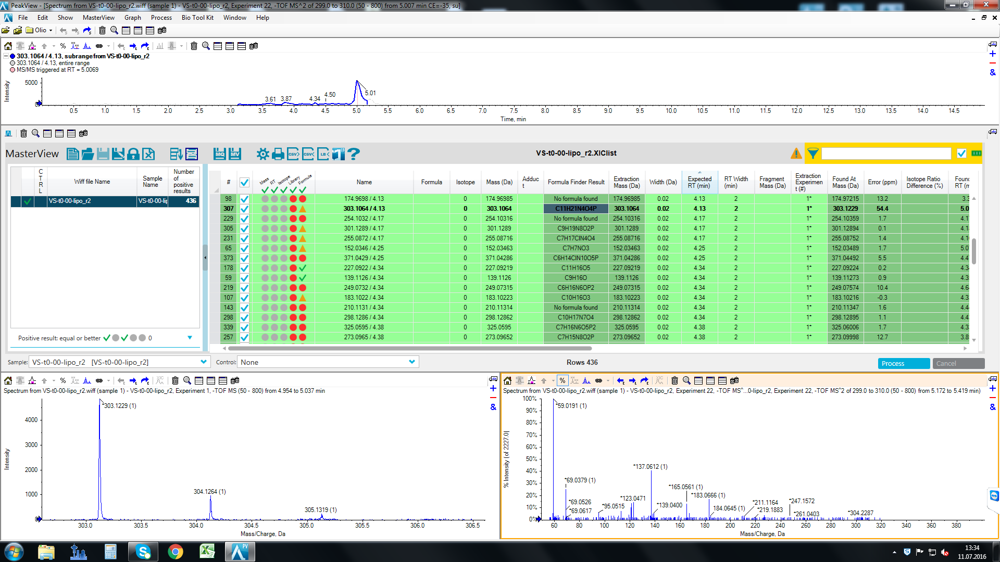 PeakView - [Spectrum from VS-t0-00-lipo_r2.wiff (sample 1) - VS-t0-00-lipo_r2, Experiment 22, -TOF MS^2 of 299.0 to 310.0 (50 - 800) from 5.007 min CE=-35, su]
File Edit Show MasterView Graph Process Bio Tool Kit Window Help
Olio
303.1064 / 4.13, subrange from VS-t0-00-lipo_r2
303.1064 / 4.13, entire range
MS/MS triggered at RT = 5.0069
Intensity
5000
0
3.61 3.87 4.34 4.50 5.01
0.5 1.0 1.5 2.0 2.5 3.0 3.5 4.0 4.5 5.0 5.5 6.0 6.5 7.0 7.5 8.0 8.5 9.0 9.5 10.0 10.5 11.0 11.5 12.0 12.5 13.0 13.5 14.0 14.5
Time, min
MasterView
MQ MV CSV CSV LB
VS-t0-00-lipo_r2.XIClist
CTRL Wiff file Name Sample Name Number of positive results
VS-t0-00-lipo_r2 VS-t0-00-lip 436
Positive result: equal or better 0
# Mass RT Isotope Library Formula Name Formula Isotope Mass (Da) Adduct Formula Finder Result Extraction Mass (Da) Width (Da) Expected RT (min) RT Width (min) Fragment Mass (Da) Extraction Experiment (#) Found At Mass (Da) Error (ppm) Isotope Ratio Difference (%) Foun RT (m
98 174.9698 / 4.13 0 174.96985 No formula found 174.96985 0.02 4.13 2 1* 174.97215 13.2 3.3
307 303.1064 / 4.13 0 303.1064 C11H21N4O4P 303.1064 0.02 4.13 2 1* 303.1229 54.4 5.0
229 254.1032 / 4.17 0 254.10316 No formula found 254.10316 0.02 4.17 2 1* 254.10359 1.7 4.1
305 301.1289 / 4.17 0 301.1289 C9H19N8O2P 301.1289 0.02 4.17 2 1* 301.12894 0.1 4.1
231 255.0872 / 4.17 0 255.08716 C7H17ClN4O4 255.08716 0.02 4.17 2 1* 255.08752 1.4 4.1
65 152.0346 / 4.25 0 152.03463 C7H7NO3 152.03463 0.02 4.25 2 1* 152.03489 1.7 5.0
373 371.0429 / 4.25 0 371.04286 C6H14ClN10O5P 371.04286 0.02 4.25 2 1* 371.04492 5.5 4.4
178 227.0922 / 4.34 0 227.09219 C11H16O5 227.09219 0.02 4.34 2 1* 227.09224 0.2 4.3
59 139.1126 / 4.34 0 139.1126 C9H16O 139.1126 0.02 4.34 2 1* 139.11273 0.9 4.3
219 249.0732 / 4.34 0 249.07315 C6H16N6OP2 249.07315 0.02 4.34 2 1* 249.07574 10.4 4.6
107 183.1022 / 4.34 0 183.10223 C10H16O3 183.10223 0.02 4.34 2 1* 183.10216 -0.3 4.3
143 210.1131 / 4.34 0 210.11314 No formula found 210.11314 0.02 4.34 2 1* 210.11347 1.6 4.4
298 298.1286 / 4.34 0 298.12862 C10H17N7O4 298.12862 0.02 4.34 2 1* 298.12895 1.1 4.4
339 325.0595 / 4.38 0 325.0595 C7H16N6O5P2 325.0595 0.02 4.38 2 1* 325.06006 1.7 4.3
257 273.0965 / 4.38 0 273.09652 C7H15N8O2P 273.09652 0.02 4.38 2 1* 273.09998 12.7 3.8
Sample: VS-t0-00-lipo_r2 [VS-t0-00-lipo_r2] Control: None Rows 436 Process Cancel
Spectrum from VS-t0-00-lipo_r2.wiff (sample 1) - VS-t0-00-lipo_r2, Experiment 1, -TOF MS (50 - 800) from 4.954 to 5.037 min
*303.1229 (1)
304.1264 (1)
305.1319 (1)
Intensity
4000
3000
2000
1000
0
303.0 303.5 304.0 304.5 305.0 305.5 306.0 306.5
Mass/Charge, Da
Spectrum from VS-t0-00-lipo_r2.wiff (sample 1) - VS-t0-00-lipo_r2, Experiment 22, -TOF MS^...0-lipo_r2, Experiment 22, -TOF MS^2 of 299.0 to 310.0 (50 - 800) from 5.172 to 5.419 min)
% Intensity (of 2227.0)
100%
90%
80%
70%
60%
50%
40%
30%
20%
10%
0%
*59.0191 (1)
*137.0612 (1)
*69.0379 (1)
*165.0561 (1)
*183.0666 (1)
*69.0526
*123.0471
*211.1164
*247.1572
*95.0515
*139.0400
184.0645 (1)
*219.1883
*69.0617
*261.0403
*304.2287
60 80 100 120 140 160 180 200 220 240 260 280 300 320 340 360 380
Mass/Charge, Da
13:34
11.07.2016